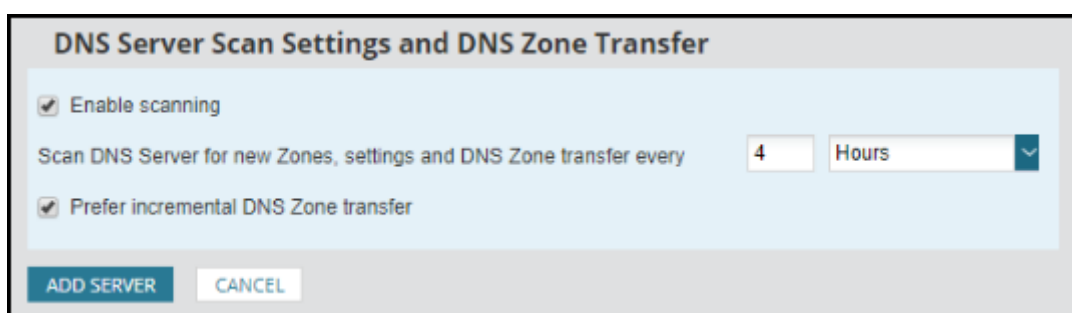 DNS Server Scan Settings and DNS Zone Transfer
Enable scanning
Scan DNS Server for new Zones, settings and DNS Zone transfer every 4 Hours
Prefer incremental DNS Zone transfer
ADD SERVER CANCEL